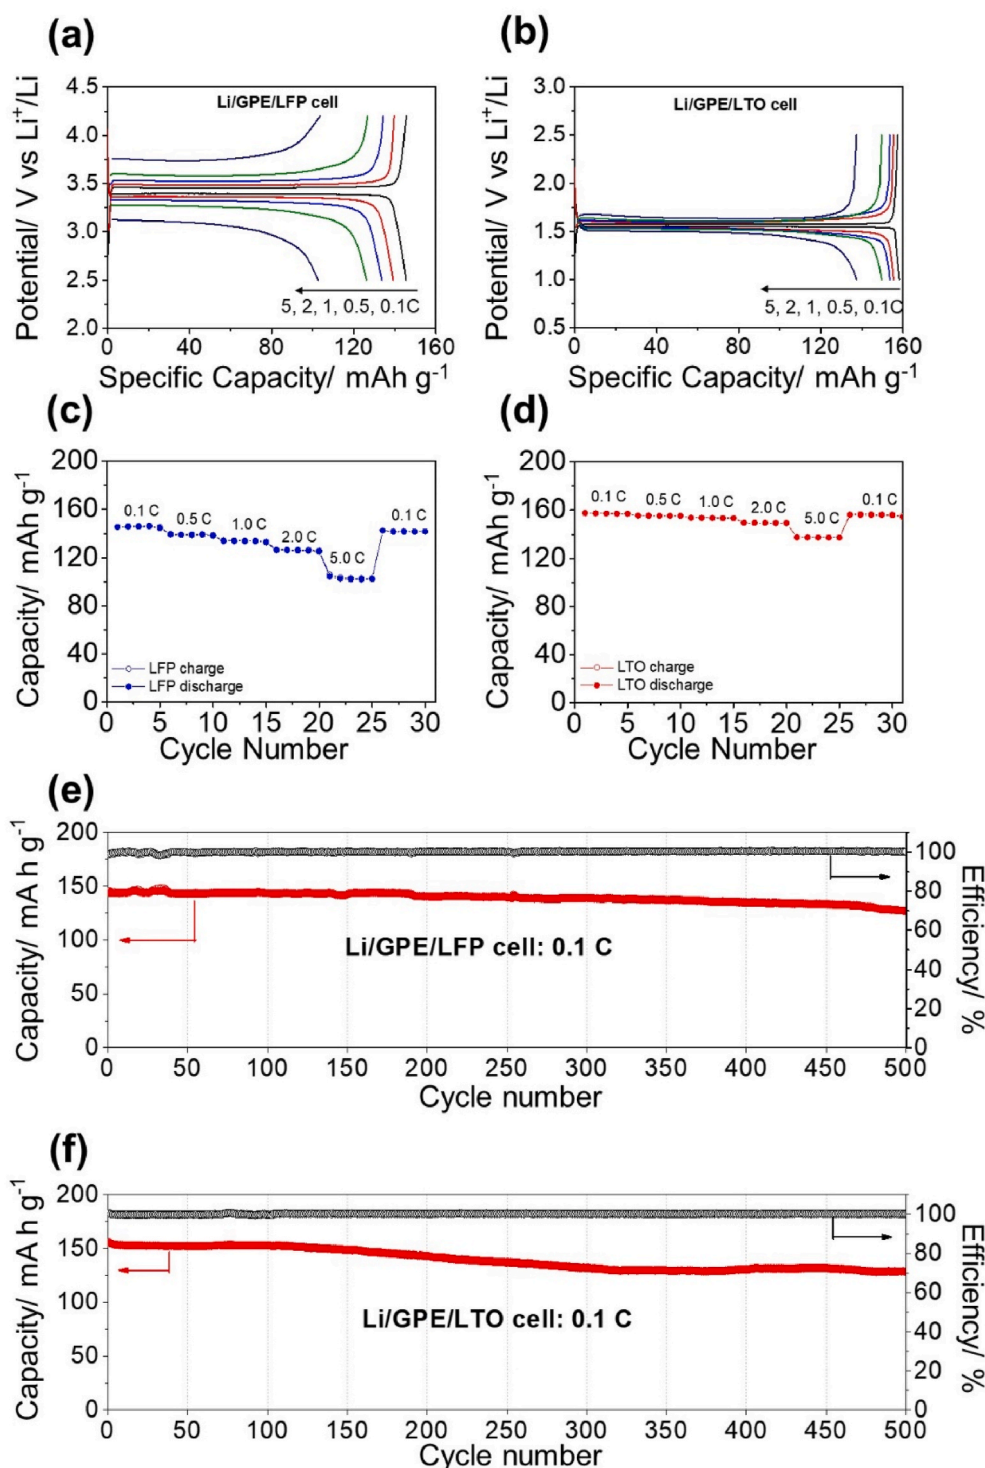 (a)
Potential/ V vs Li⁺/Li
4.5
4.0
3.5
3.0
2.5
2.0
Li/GPE/LFP cell
5, 2, 1, 0.5, 0.1C
0 40 80 120 160
Specific Capacity/ mAh g⁻¹
(b)
Potential/ V vs Li⁺/Li
3.0
2.5
2.0
1.5
1.0
0.5
Li/GPE/LTO cell
5, 2, 1, 0.5, 0.1C
0 40 80 120 160
Specific Capacity/ mAh g⁻¹
(c)
Capacity/ mAh g⁻¹
200
160
120
80
40
0
0.1 C 0.5 C 1.0 C 2.0 C 5.0 C 0.1 C
LFP charge
LFP discharge
0 5 10 15 20 25 30
Cycle Number
(d)
Capacity/ mAh g⁻¹
200
160
120
80
40
0
0.1 C 0.5 C 1.0 C 2.0 C 5.0 C 0.1 C
LTO charge
LTO discharge
0 5 10 15 20 25 30
Cycle Number
(e)
Capacity/ mA h g⁻¹
200
150
100
50
0
Li/GPE/LFP cell: 0.1 C
100
80
60
40
20
0
Efficiency/ %
0 50 100 150 200 250 300 350 400 450 500
Cycle number
(f)
Capacity/ mA h g⁻¹
200
150
100
50
0
Li/GPE/LTO cell: 0.1 C
100
80
60
40
20
0
Efficiency/ %
0 50 100 150 200 250 300 350 400 450 500
Cycle number